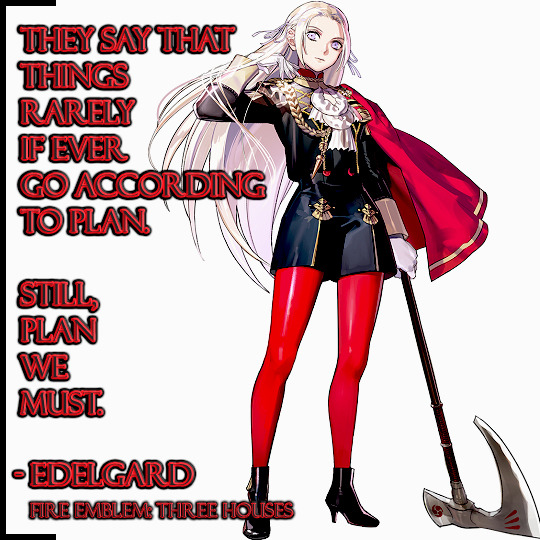 THEY SAY THAT
THINGS
RARELY
IF EVER
GO ACCORDING
TO PLAN.
STILL,
PLAN
WE
MUST.
- EDELGARD
FIRE EMBLEM: THREE HOUSES